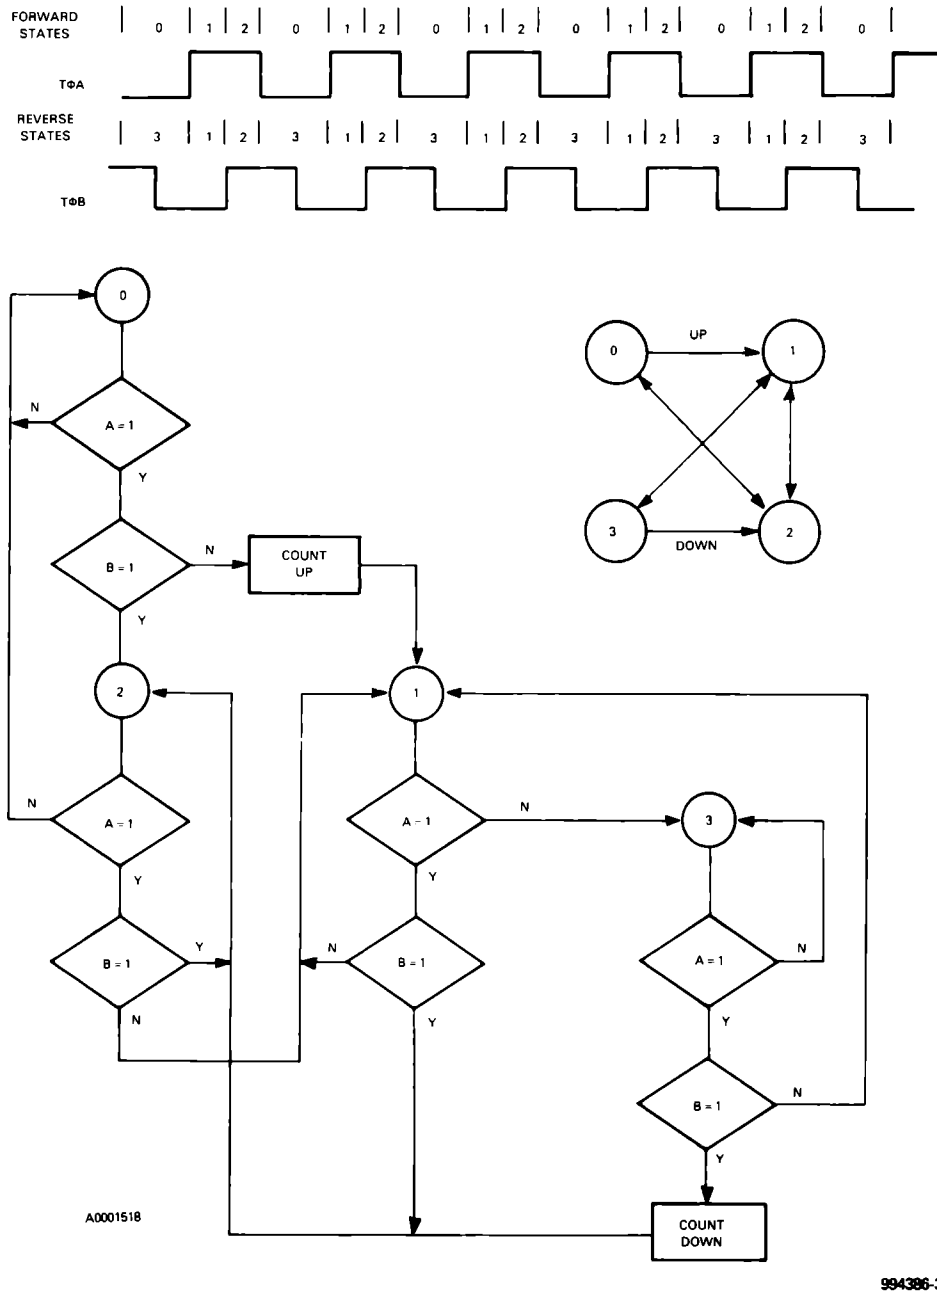 FORWARD
STATES
0 1 2 0 1 2 0 1 2 0 1 2 0 1 2 0
TΦA
REVERSE
STATES
3 1 2 3 1 2 3 1 2 3 1 2 3 1 2 3
TΦB
0
N
A = 1
Y
B = 1
N
COUNT
UP
Y
0
UP
1
3
DOWN
2
2
1
N
A = 1
Y
A = 1
N
3
Y
B = 1
Y
N
N
B = 1
Y
A = 1
N
Y
B = 1
N
Y
COUNT
DOWN
A0001518
994386-